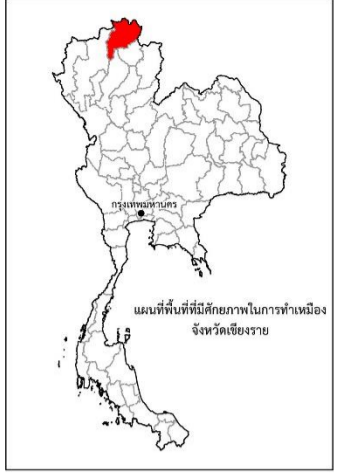 กรุงเทพมหานคร
แผนที่พื้นที่ที่มีศักยภาพในการทำเหมือง
จังหวัดเชียงราย